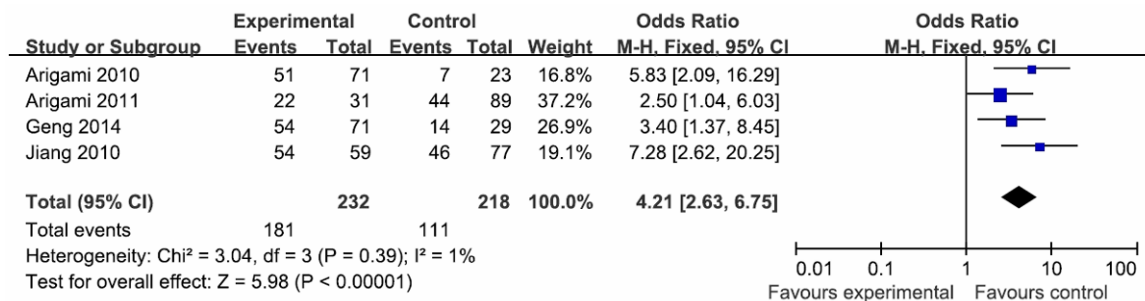 Experimental Control Odds Ratio Odds Ratio
Study or Subgroup Events Total Events Total Weight M-H, Fixed, 95% CI M-H, Fixed, 95% CI
Arigami 2010 51 71 7 23 16.8% 5.83 [2.09, 16.29]
Arigami 2011 22 31 44 89 37.2% 2.50 [1.04, 6.03]
Geng 2014 54 71 14 29 26.9% 3.40 [1.37, 8.45]
Jiang 2010 54 59 46 77 19.1% 7.28 [2.62, 20.25]
Total (95% CI) 232 218 100.0% 4.21 [2.63, 6.75]
Total events 181 111
Heterogeneity: Chi² = 3.04, df = 3 (P = 0.39); I² = 1%
Test for overall effect: Z = 5.98 (P < 0.00001)
0.01 0.1 1 10 100
Favours experimental Favours control